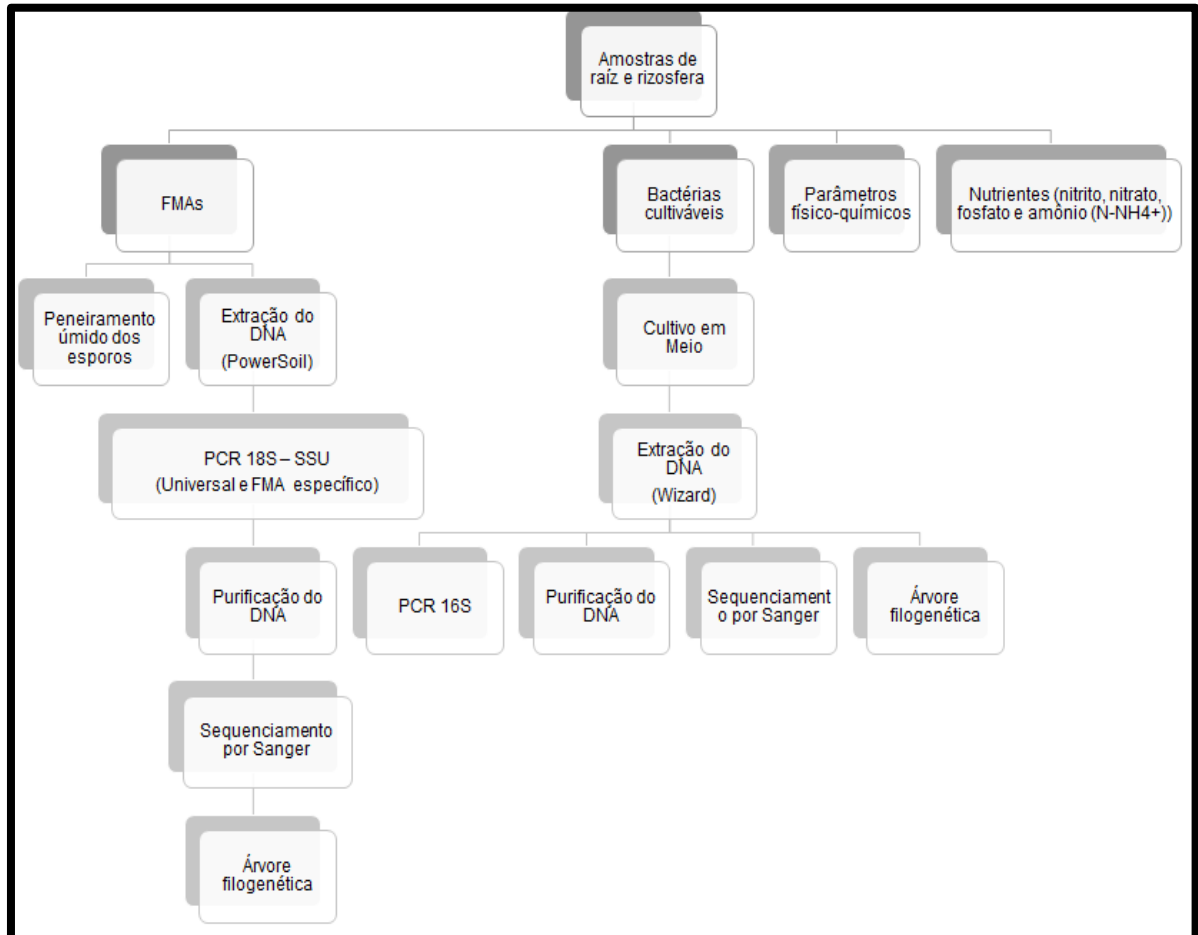 Amostras de
raíz e rizosfera
FMAs
Bactérias
cultiváveis
Parâmetros
físico-químicos
Nutrientes (nitrito, nitrato,
fosfato e amônio (N-NH4+))
Peneiramento
úmido dos
esporos
Extração do
DNA
(PowerSoil)
Cultivo em
Meio
PCR 18S – SSU
(Universal e FMA específico)
Extração do
DNA
(Wizard)
Purificação do
DNA
PCR 16S
Purificação do
DNA
Sequenciament
o por Sanger
Árvore
filogenética
Sequenciamento
por Sanger
Árvore
filogenética